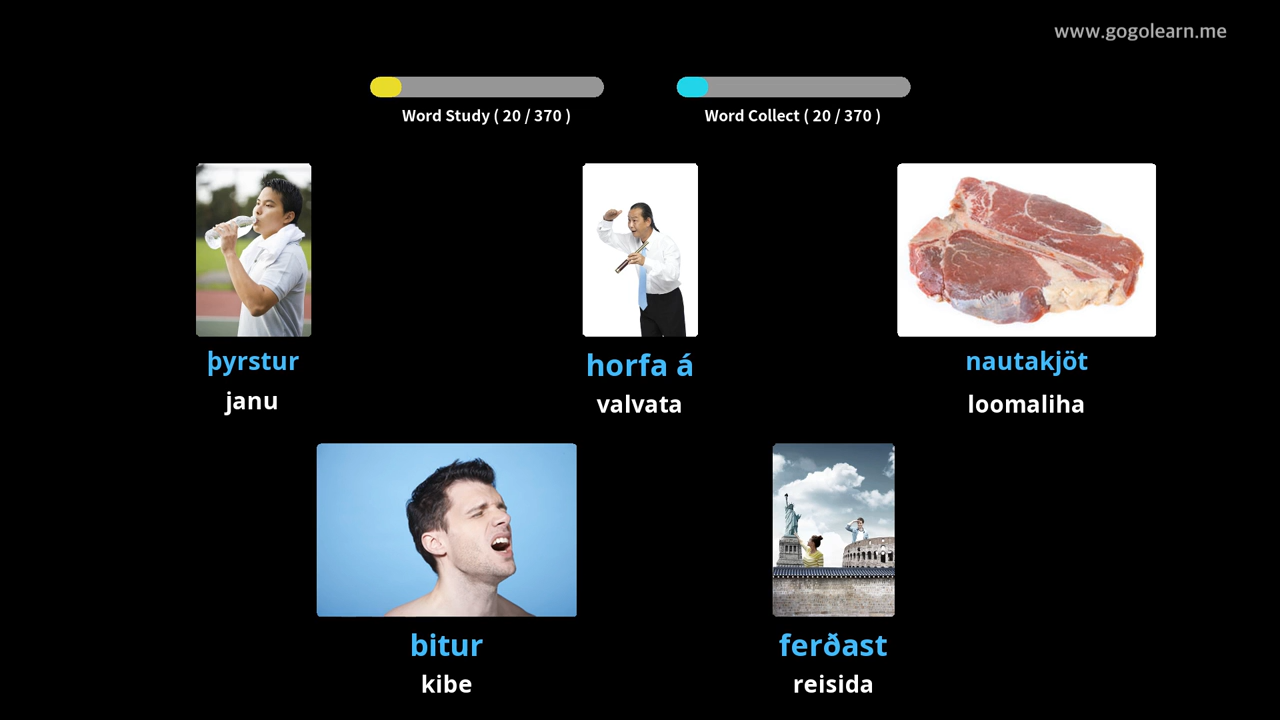 www.gogolearn.me
Word Study ( 20 / 370 )
Word Collect ( 20 / 370 )
þyrstur
janu
horfa á
valvata
nautakjöt
loomaliha
bitur
kibe
ferðast
reisida